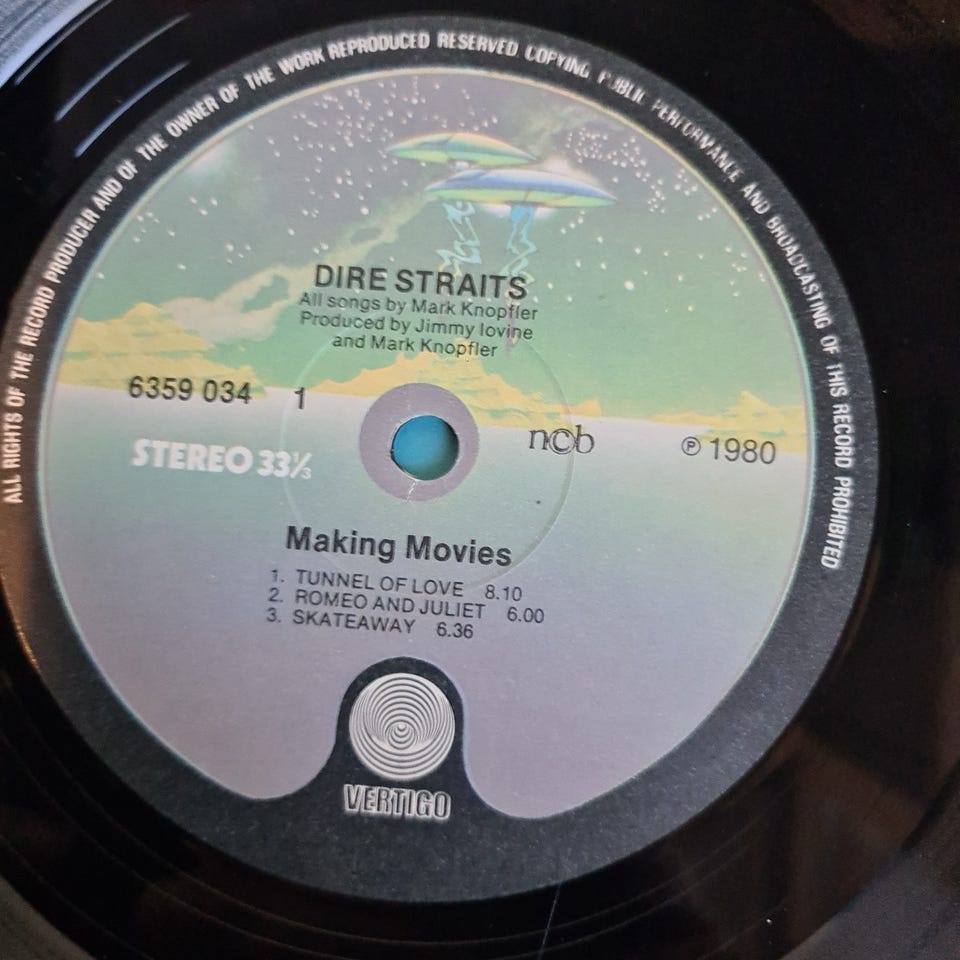 ALL RIGHTS OF THE RECORD PRODUCER AND OF THE OWNER OF THE WORK REPRODUCED RESERVED COPYING PUBLIC PERFORMANCE AND BROADCASTING OF THIS RECORD PROHIBITED
DIRE STRAITS
All songs by Mark Knopfler
Produced by Jimmy Iovine
and Mark Knopfler
6359 034 1
ncb
℗ 1980
STEREO 33⅓
Making Movies
1. TUNNEL OF LOVE 8.10
2. ROMEO AND JULIET 6.00
3. SKATEAWAY 6.36
VERTIGO